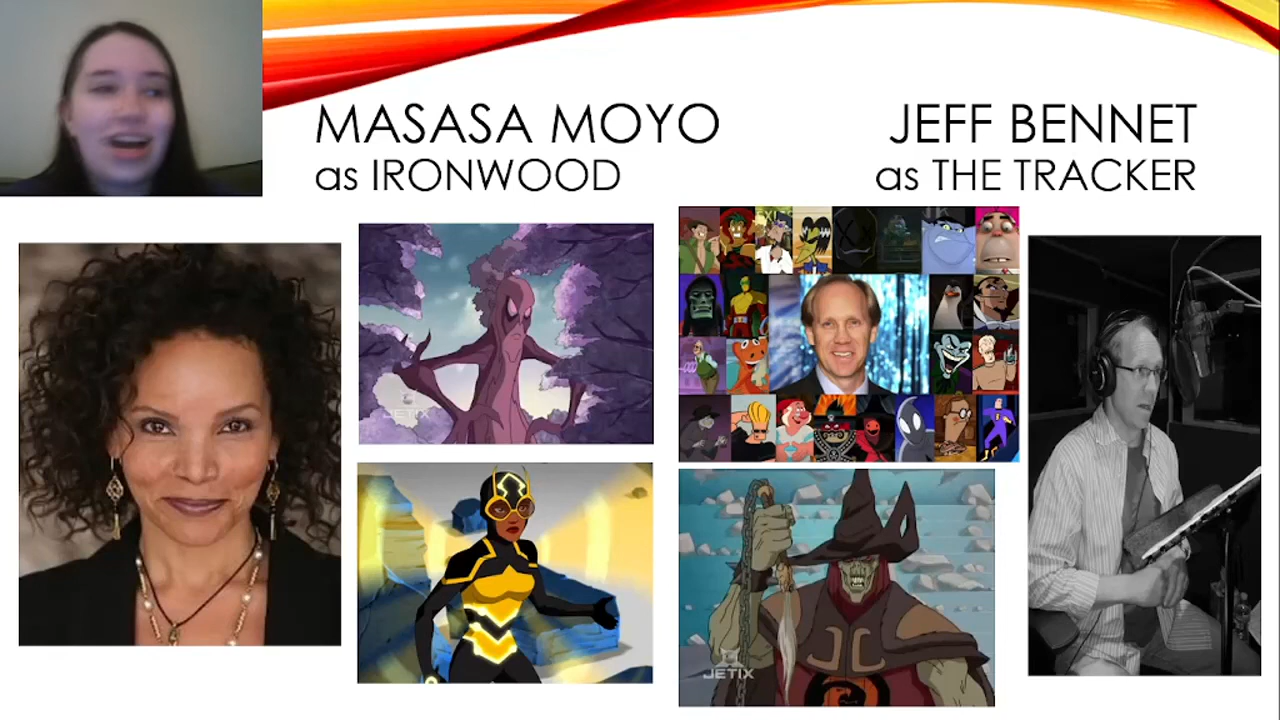 MASASA MOYO
as IRONWOOD
JEFF BENNET
as THE TRACKER
JETIX
JETIX